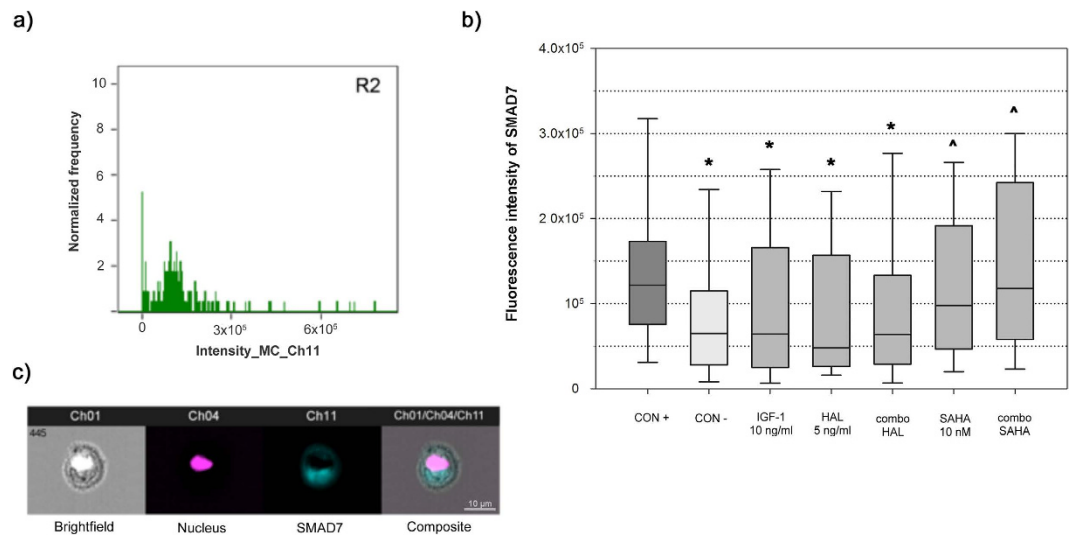 a)
R2
10
8
6
4
2
Normalized frequency
0
3x10⁵
6x10⁵
Intensity_MC_Ch11
b)
4.0x10⁵
3.0x10⁵
2 0x10⁵
10⁵
0
Fluorescence intensity of SMAD7
* * * * ^ ^
CON +
CON -
IGF-1
10 ng/ml
HAL
5 ng/ml
combo
HAL
SAHA
10 nM
combo
SAHA
c)
Ch01 Ch04 Ch11 Ch01/Ch04/Ch11
445
10 μm
Brightfield Nucleus SMAD7 Composite